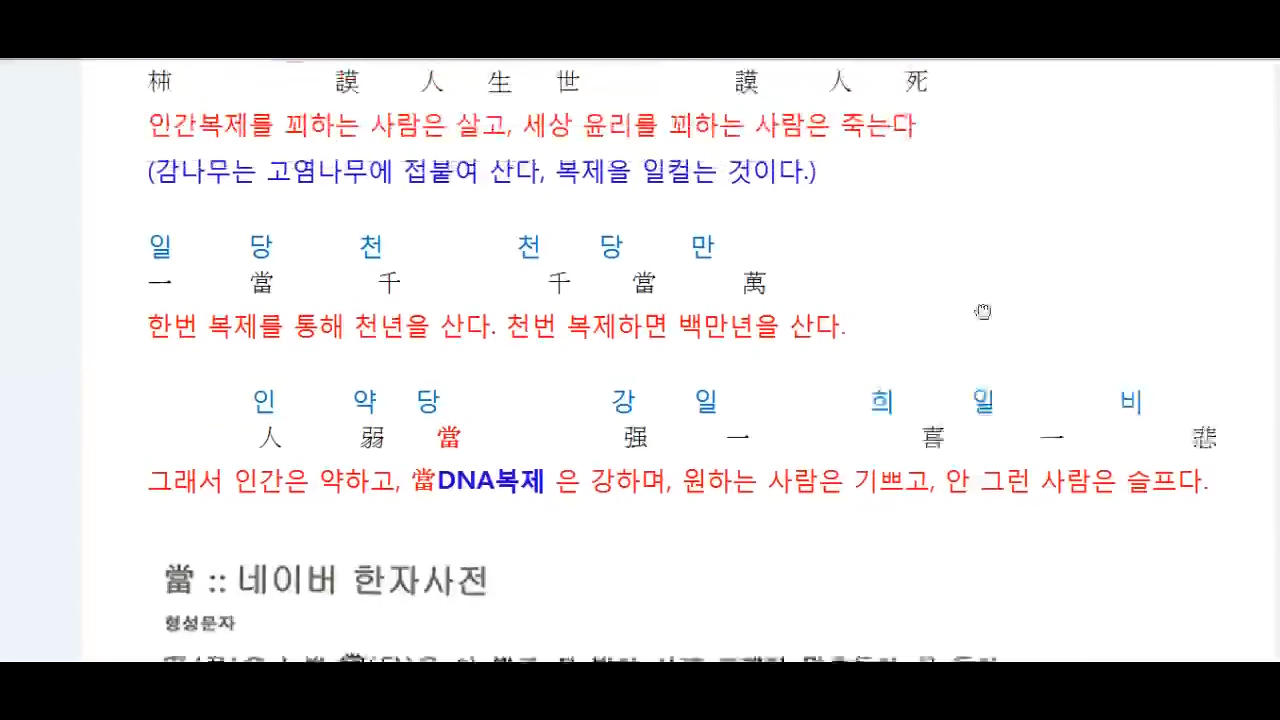 謨 人 生 世 謨 人 死
인간복제를 꾀하는 사람은 살고, 세상 윤리를 꾀하는 사람은 죽는다
(감나무는 고염나무에 접붙여 산다, 복제을 일컬는 것이다.)
일 당 천 천 당 만
一 當 千 千 當 萬
한번 복제를 통해 천년을 산다. 천번 복제하면 백만년을 산다.
인 약 당 강 일 희 일 비
人 弱 當 强 一 喜 一 悲
그래서 인간은 약하고, 當DNA복제 은 강하며, 원하는 사람은 기쁘고, 안 그런 사람은 슬프다.
當 :: 네이버 한자사전
형성문자